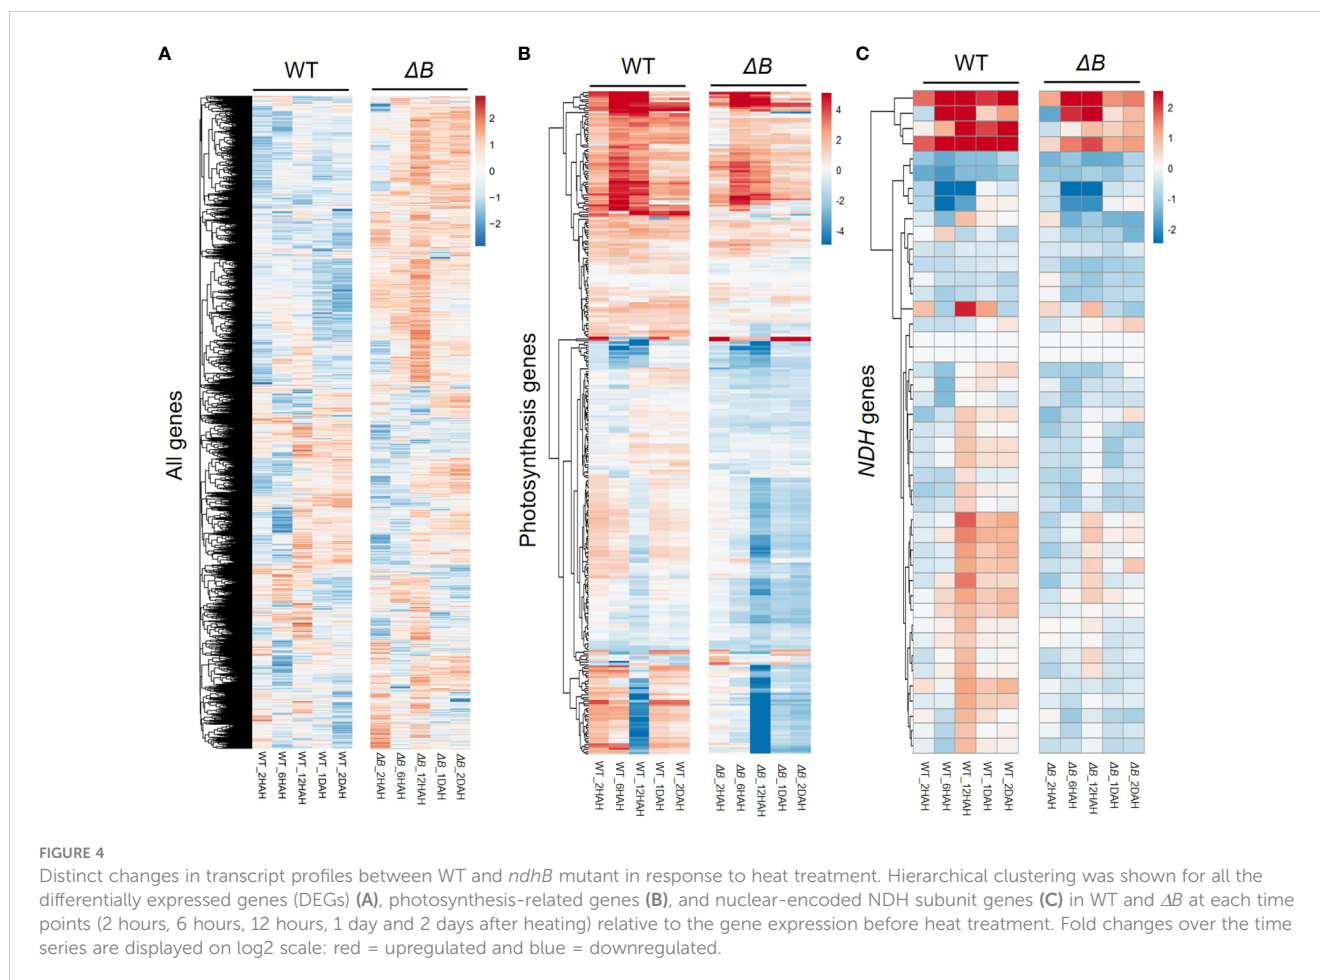 A
B
C
WT
ΔB
WT
ΔB
WT
ΔB
2
1
0
−1
−2
4
2
0
-2
-4
2
1
0
-1
-2
All genes
Photosynthesis genes
NDH genes
WT_2HAH
WT_6HAH
WT_12HAH
WT_1DAH
WT_2DAH
ΔB_2HAH
ΔB_6HAH
ΔB_12HAH
ΔB_1DAH
ΔB_2DAH
WT_2HAH
WT_6HAH
WT_12HAH
WT_1DAH
WT_2DAH
ΔB_2HAH
ΔB_6HAH
ΔB_12HAH
ΔB_1DAH
ΔB_2DAH
WT_2HAH
WT_6HAH
WT_12HAH
WT_1DAH
WT_2DAH
ΔB_2HAH
ΔB_6HAH
ΔB_12HAH
ΔB_1DAH
ΔB_2DAH
FIGURE 4
Distinct changes in transcript profiles between WT and ndhB mutant in response to heat treatment. Hierarchical clustering was shown for all the
differentially expressed genes (DEGs) (A), photosynthesis-related genes (B), and nuclear-encoded NDH subunit genes (C) in WT and ΔB at each time
points (2 hours, 6 hours, 12 hours, 1 day and 2 days after heating) relative to the gene expression before heat treatment. Fold changes over the time
series are displayed on log2 scale: red = upregulated and blue = downregulated.